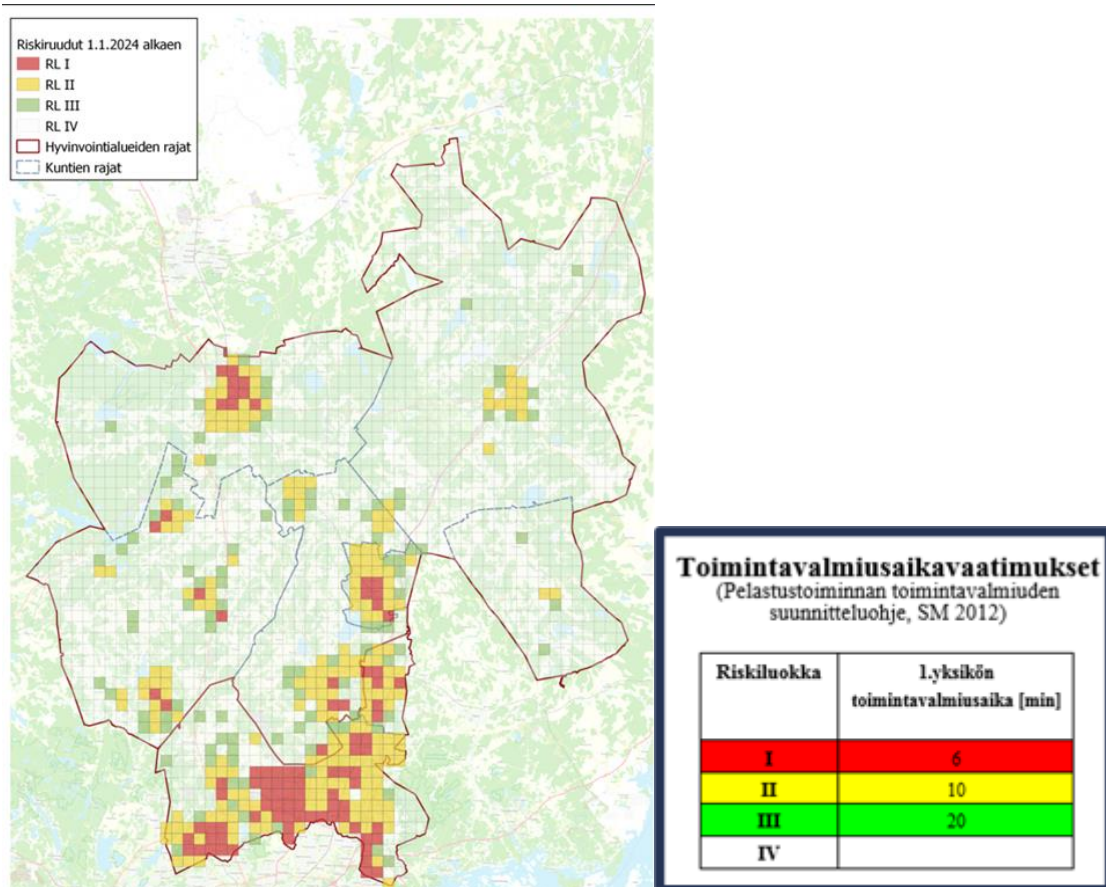 Riskiruudut 1.1.2024 alkaen
RL I
RL II
RL III
RL IV
Hyvinvointialueiden rajat
Kuntien rajat
Toimintavalmiusaikavaatimukset
(Pelastustoiminnan toimintavalmiuden
suunnitteluohje, SM 2012)
Riskiluokka
1.yksikön
toimintavalmiusaika [min]
I 6
II 10
III 20
IV